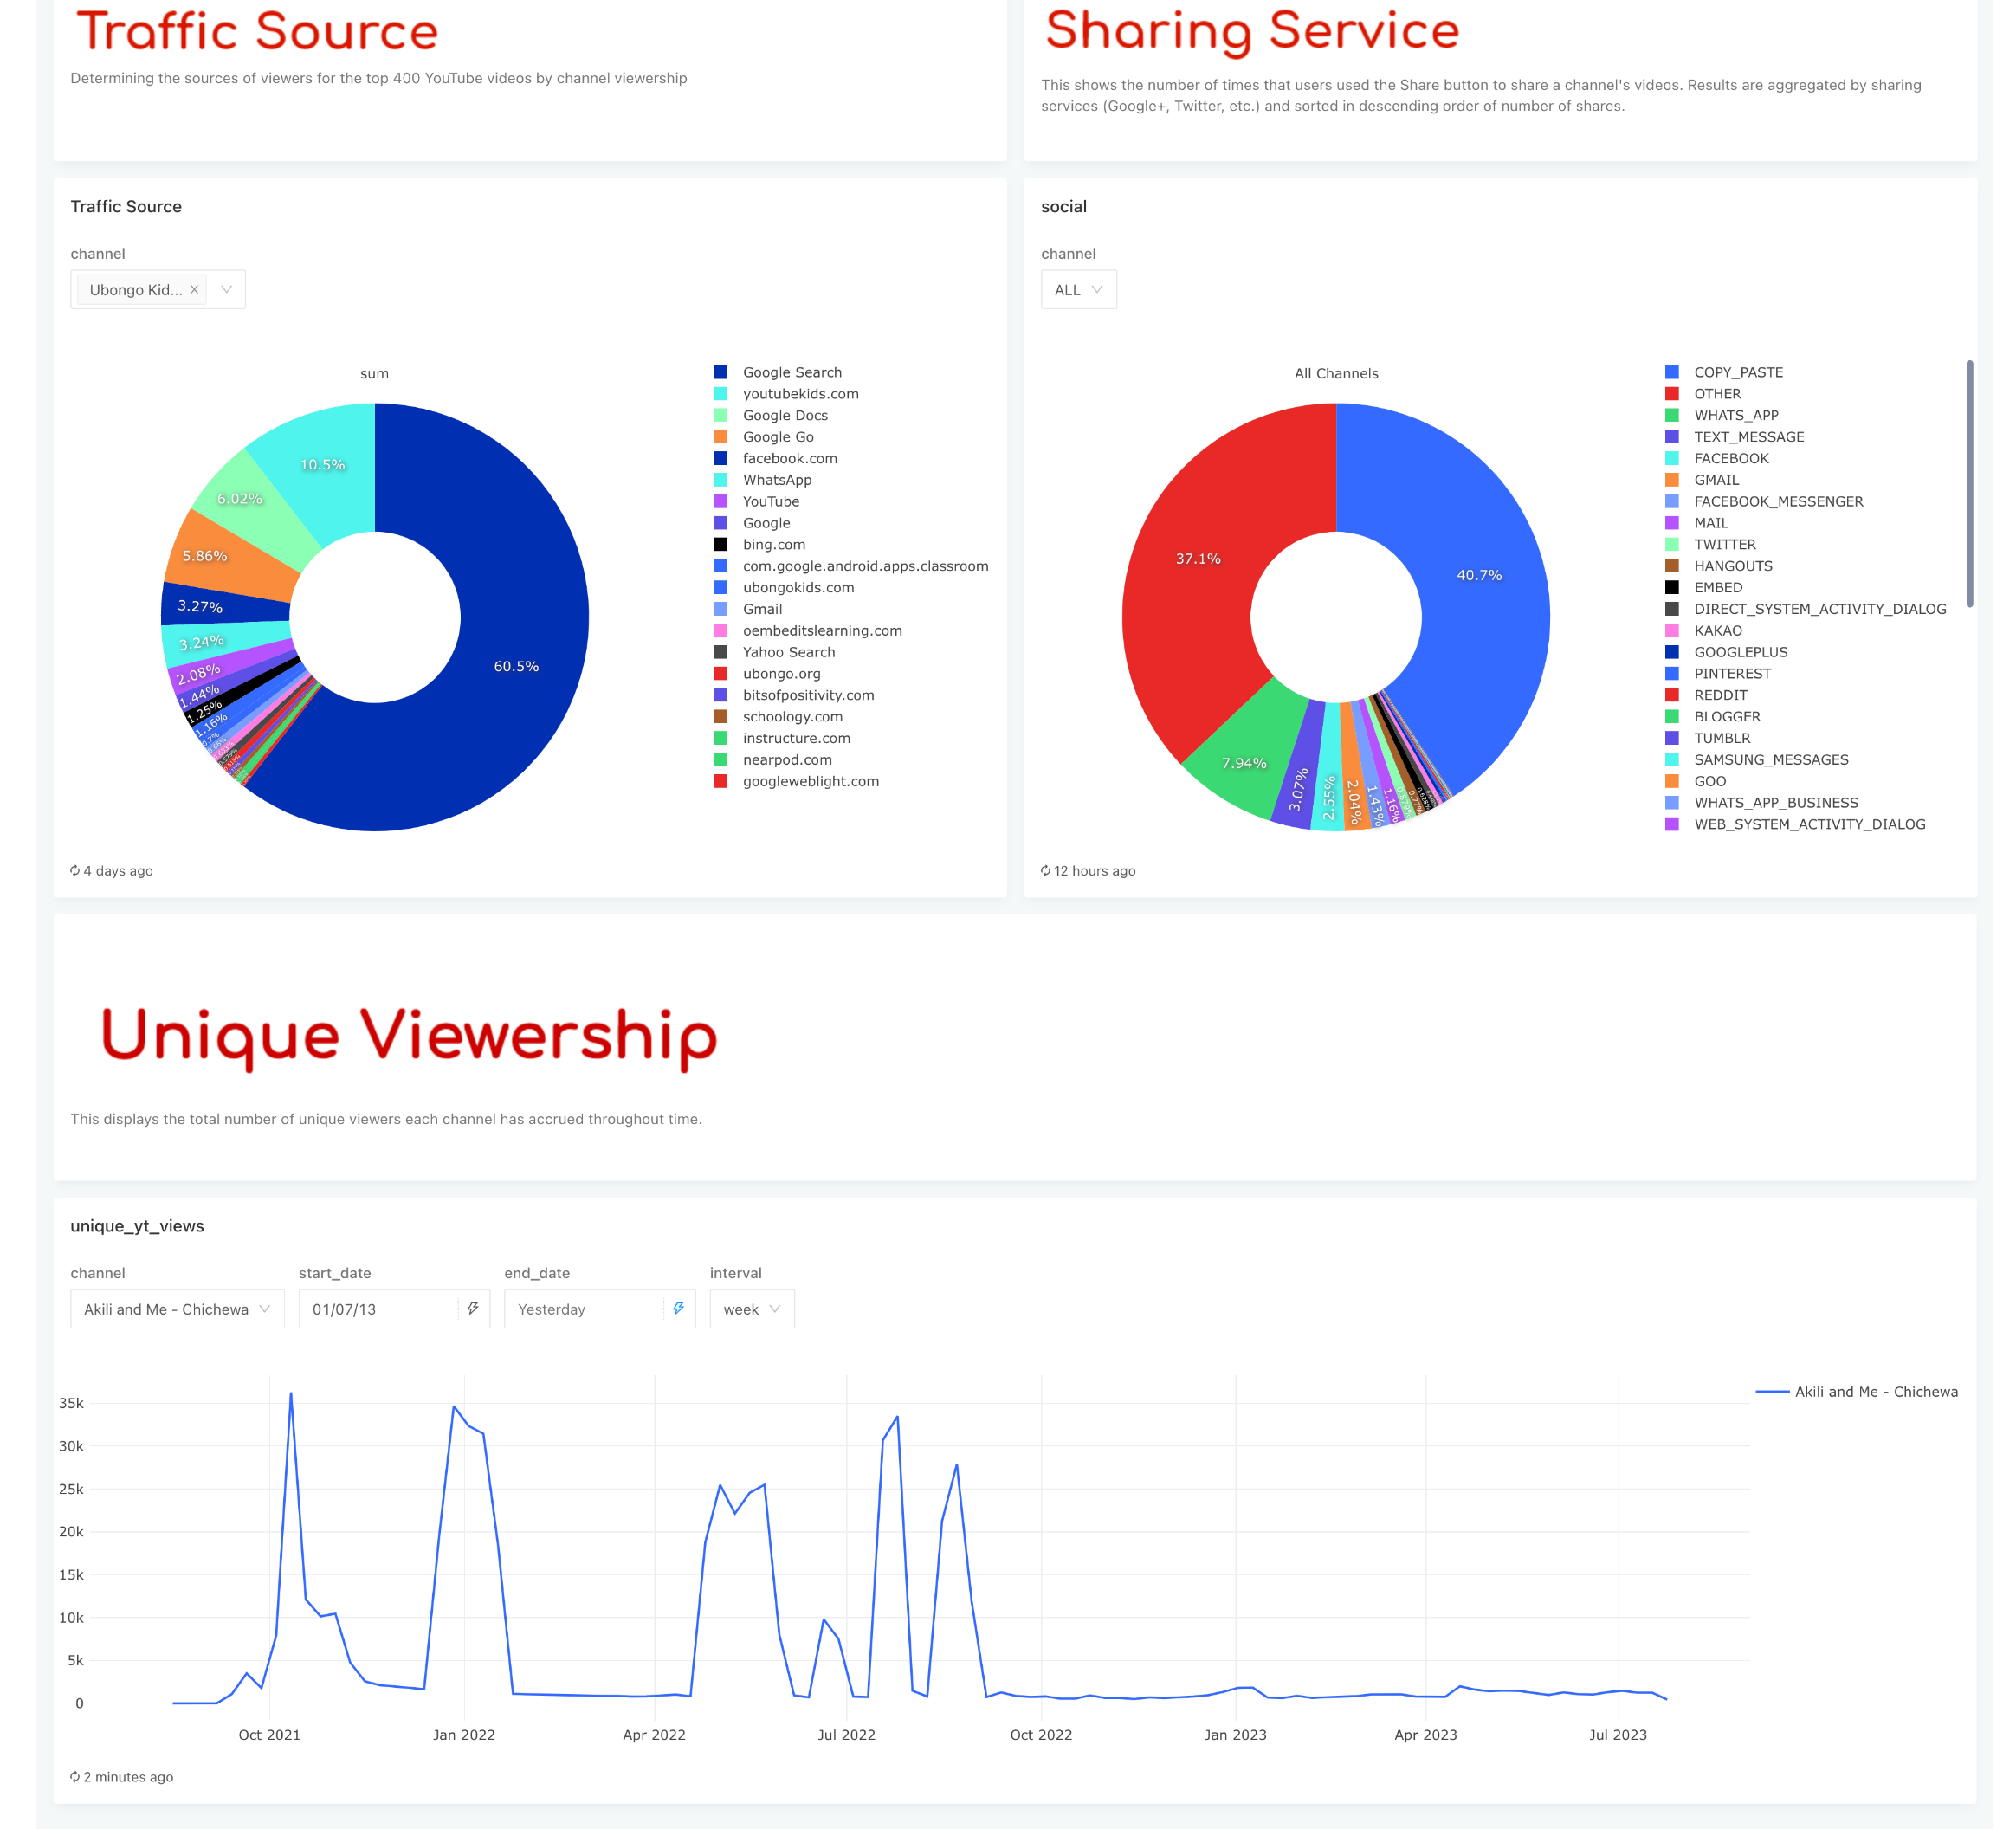 Traffic Source
Determining the sources of viewers for the top 400 YouTube videos by channel viewership
Sharing Service
This shows the number of times that users used the Share button to share a channel's videos. Results are aggregated by sharing
services (Google+, Twitter, etc.) and sorted in descending order of number of shares.
Traffic Source
channel
Ubongo Kid...
sum
10.5%
6.02%
5.86%
3.27%
3.24%
2.08%
1.44%
1.25%
1.16%
60.5%
Google Search
youtubekids.com
Google Docs
Google Go
facebook.com
WhatsApp
YouTube
Google
bing.com
com.google.android.apps.classroom
ubongokids.com
Gmail
oembeditslearning.com
Yahoo Search
ubongo.org
bitsofpositivity.com
schoology.com
instructure.com
nearpod.com
googleweblight.com
4 days ago
social
channel
ALL
All Channels
37.1%
40.7%
7.94%
3.07%
2.55%
2.04%
1.43%
1.16%
COPY_PASTE
OTHER
WHATS_APP
TEXT_MESSAGE
FACEBOOK
GMAIL
FACEBOOK_MESSENGER
MAIL
TWITTER
HANGOUTS
EMBED
DIRECT_SYSTEM_ACTIVITY_DIALOG
KAKAO
GOOGLEPLUS
PINTEREST
REDDIT
BLOGGER
TUMBLR
SAMSUNG_MESSAGES
GOO
WHATS_APP_BUSINESS
WEB_SYSTEM_ACTIVITY_DIALOG
12 hours ago
Unique Viewership
This displays the total number of unique viewers each channel has accrued throughout time.
unique_yt_views
channel start_date end_date interval
Akili and Me - Chichewa 01/07/13 Yesterday week
35k
30k
25k
20k
15k
10k
5k
0
Oct 2021 Jan 2022 Apr 2022 Jul 2022 Oct 2022 Jan 2023 Apr 2023 Jul 2023
Akili and Me - Chichewa
2 minutes ago